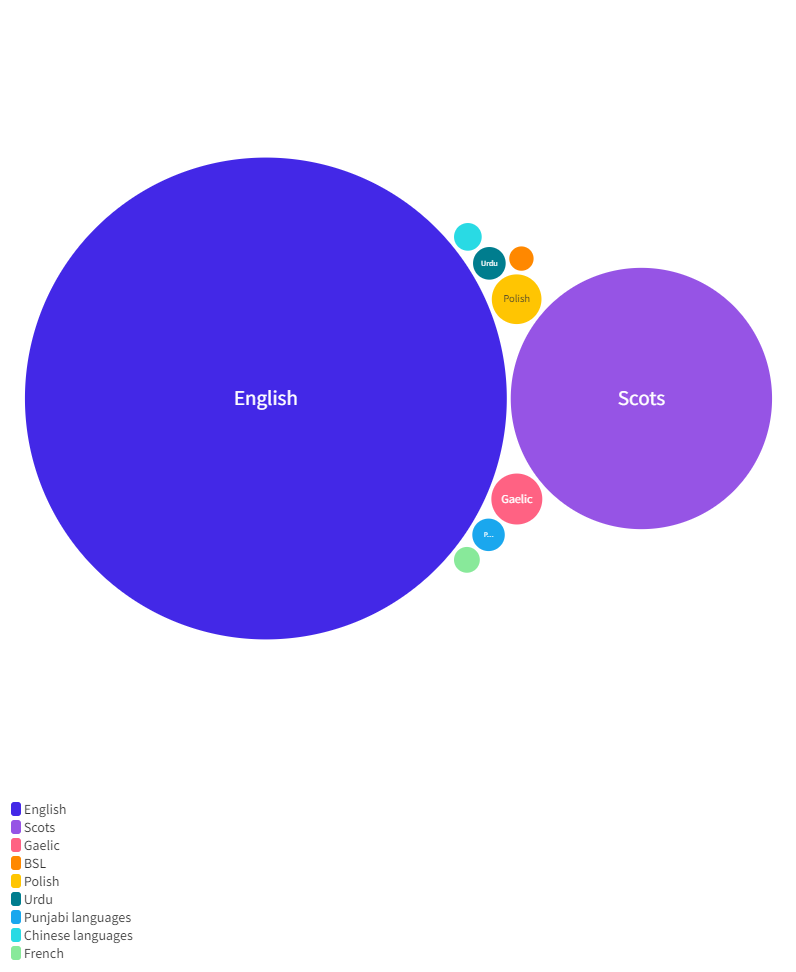 Urdu
Polish
English
Scots
Gaelic
P...
English
Scots
Gaelic
BSL
Polish
Urdu
Punjabi languages
Chinese languages
French